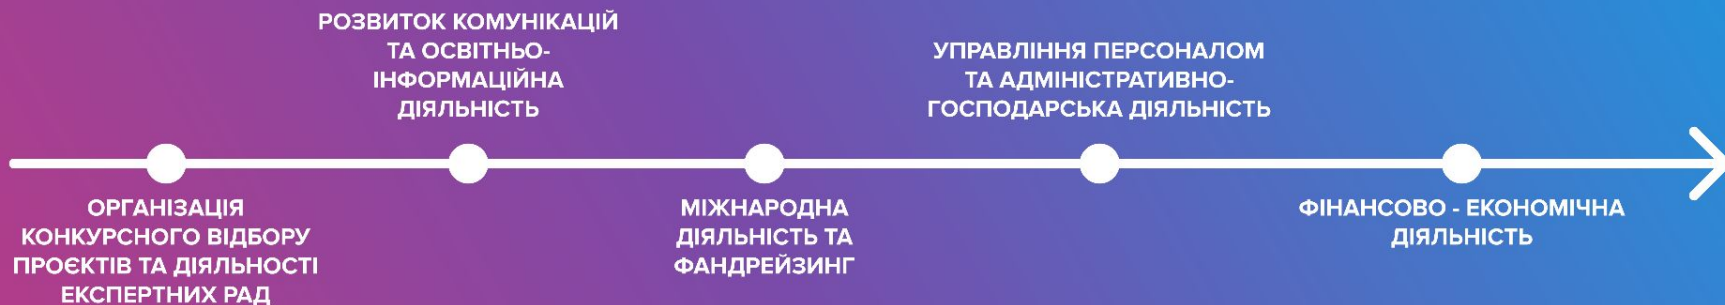 РОЗВИТОК КОМУНІКАЦІЙ
ТА ОСВІТНЬО-
ІНФОРМАЦІЙНА
ДІЯЛЬНІСТЬ
УПРАВЛІННЯ ПЕРСОНАЛОМ
ТА АДМІНІСТРАТИВНО-
ГОСПОДАРСЬКА ДІЯЛЬНІСТЬ
ОРГАНІЗАЦІЯ
КОНКУРСНОГО ВІДБОРУ
ПРОЄКТІВ ТА ДІЯЛЬНОСТІ
ЕКСПЕРТНИХ РАД
МІЖНАРОДНА
ДІЯЛЬНІСТЬ ТА
ФАНДРЕЙЗИНГ
ФІНАНСОВО - ЕКОНОМІЧНА
ДІЯЛЬНІСТЬ